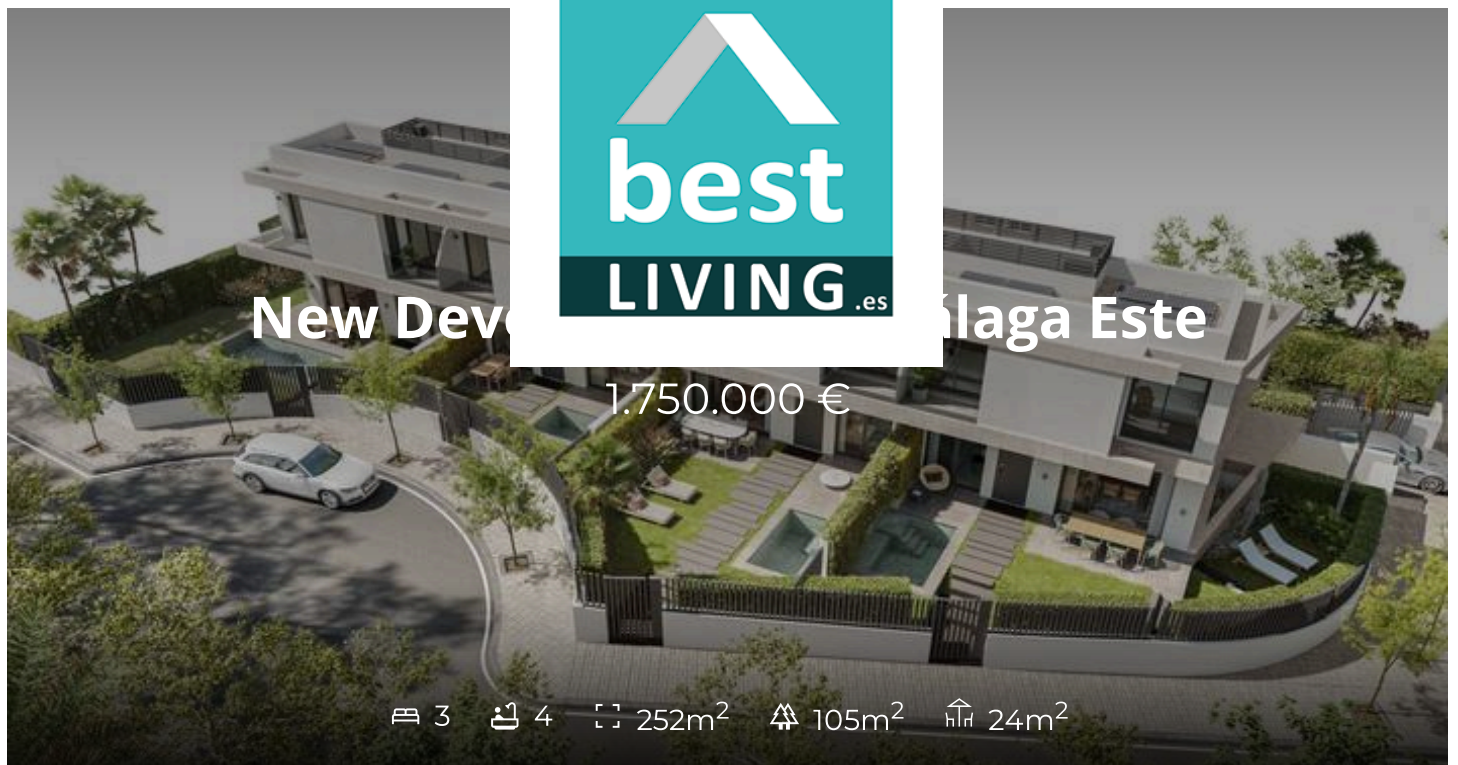 best
LIVING.es
New Deve álaga Este
1.750.000 €
3 4 252m² 105m² 24m²